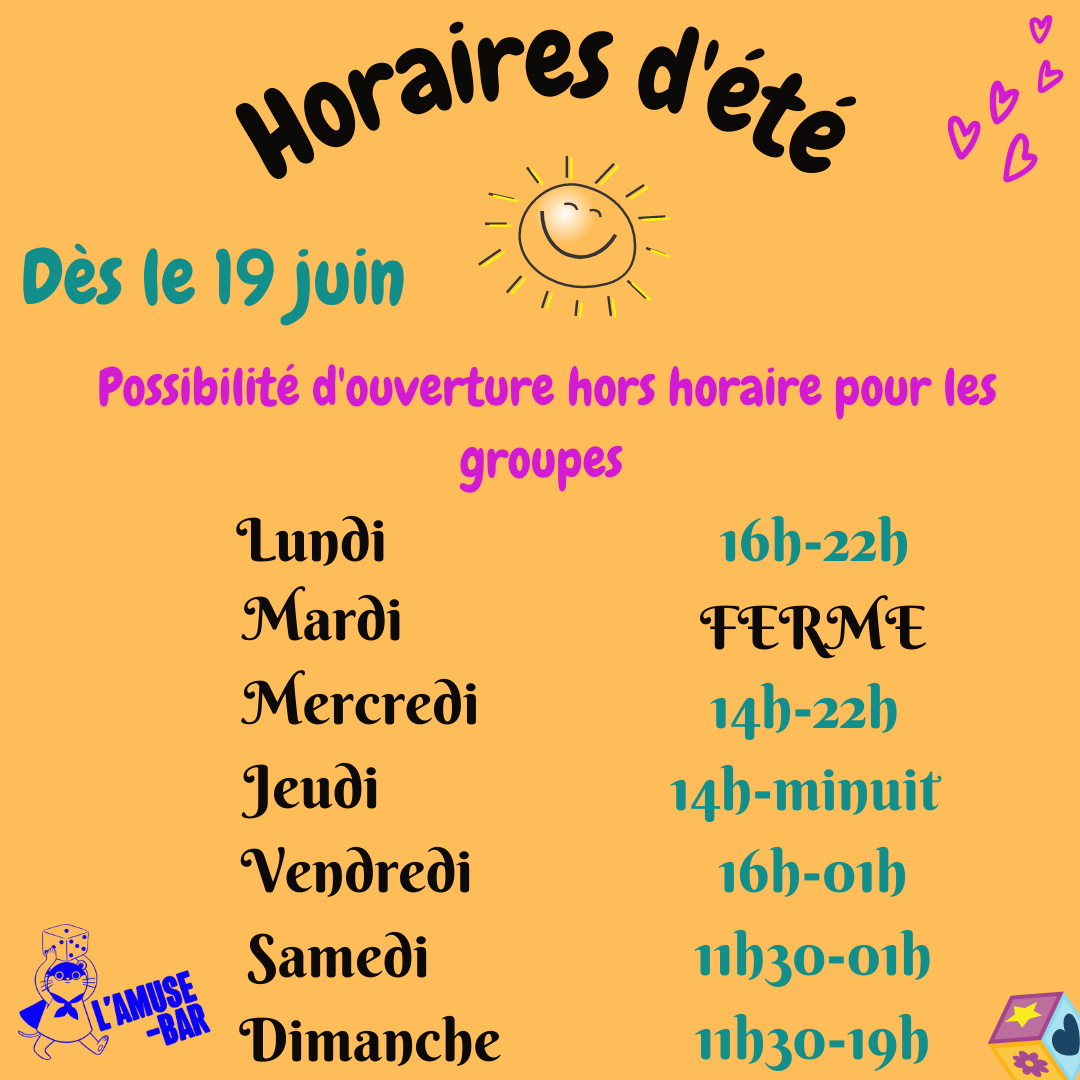 Horaires d'été
Dès le 19 juin
Possibilité d'ouverture hors horaire pour les
groupes
Lundi 16h-22h
Mardi FERME
Mercredi 14h-22h
Jeudi 14h-minuit
Vendredi 16h-01h
Samedi 11h30-01h
Dimanche 11h30-19h
L'AMUSE
-BAR